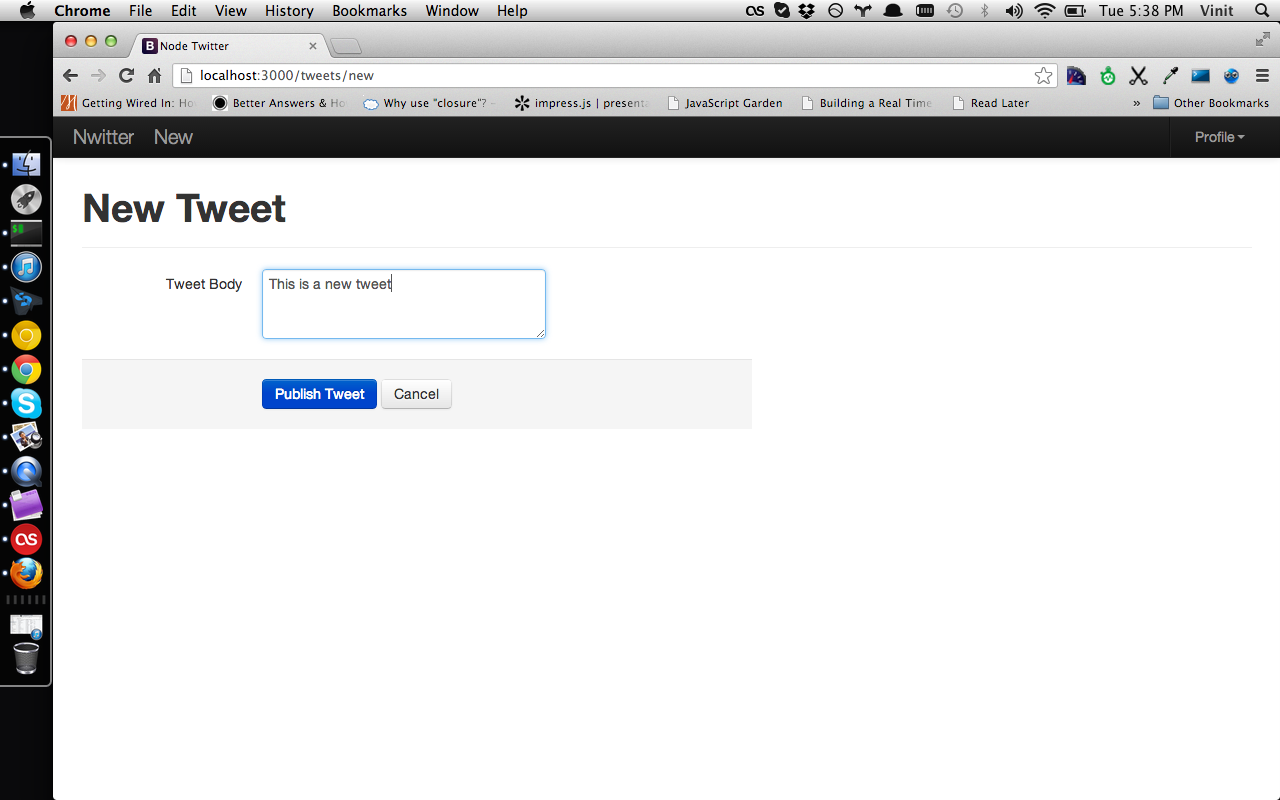 Chrome File Edit View History Bookmarks Window Help Tue 5:38 PM Vinit
Node Twitter
localhost:3000/tweets/new
Getting Wired In: Ho Better Answers & Ho Why use "closure"? – impress.js | presenta JavaScript Garden Building a Real Time Read Later » Other Bookmarks
Nwitter New Profile
New Tweet
Tweet Body This is a new tweet
Publish Tweet Cancel